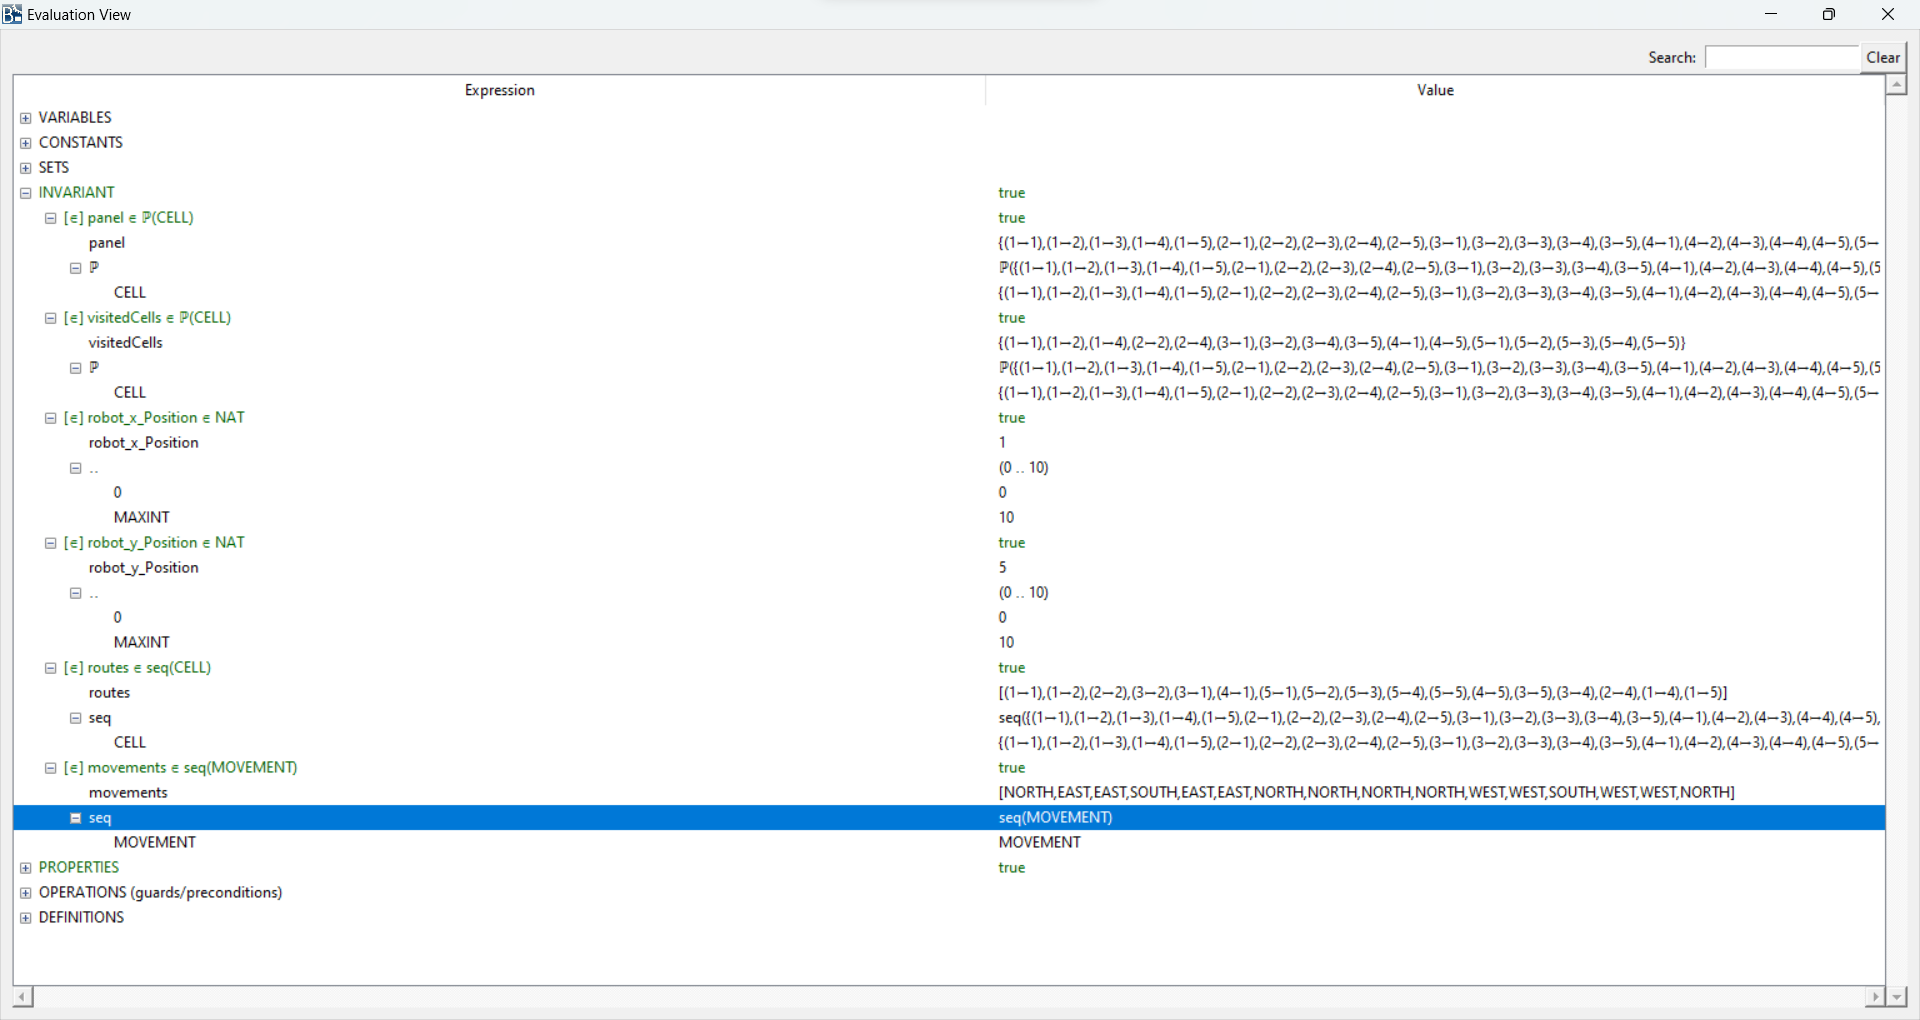 Evaluation View
Search: Clear
Expression Value
VARIABLES
CONSTANTS
SETS
INVARIANT true
[∈] panel ∈ ℙ(CELL) true
panel {(1↦1),(1↦2),(1↦3),(1↦4),(1↦5),(2↦1),(2↦2),(2↦3),(2↦4),(2↦5),(3↦1),(3↦2),(3↦3),(3↦4),(3↦5),(4↦1),(4↦2),(4↦3),(4↦4),(4↦5),(5↦
ℙ ℙ({(1↦1),(1↦2),(1↦3),(1↦4),(1↦5),(2↦1),(2↦2),(2↦3),(2↦4),(2↦5),(3↦1),(3↦2),(3↦3),(3↦4),(3↦5),(4↦1),(4↦2),(4↦3),(4↦4),(4↦5),(5
CELL {(1↦1),(1↦2),(1↦3),(1↦4),(1↦5),(2↦1),(2↦2),(2↦3),(2↦4),(2↦5),(3↦1),(3↦2),(3↦3),(3↦4),(3↦5),(4↦1),(4↦2),(4↦3),(4↦4),(4↦5),(5↦
[∈] visitedCells ∈ ℙ(CELL) true
visitedCells {(1↦1),(1↦2),(1↦4),(2↦2),(2↦4),(3↦1),(3↦2),(3↦4),(3↦5),(4↦1),(4↦5),(5↦1),(5↦2),(5↦3),(5↦4),(5↦5)}
ℙ ℙ({(1↦1),(1↦2),(1↦3),(1↦4),(1↦5),(2↦1),(2↦2),(2↦3),(2↦4),(2↦5),(3↦1),(3↦2),(3↦3),(3↦4),(3↦5),(4↦1),(4↦2),(4↦3),(4↦4),(4↦5),(5
CELL {(1↦1),(1↦2),(1↦3),(1↦4),(1↦5),(2↦1),(2↦2),(2↦3),(2↦4),(2↦5),(3↦1),(3↦2),(3↦3),(3↦4),(3↦5),(4↦1),(4↦2),(4↦3),(4↦4),(4↦5),(5↦
[∈] robot_x_Position ∈ NAT true
robot_x_Position 1
.. (0 .. 10)
0 0
MAXINT 10
[∈] robot_y_Position ∈ NAT true
robot_y_Position 5
.. (0 .. 10)
0 0
MAXINT 10
[∈] routes ∈ seq(CELL) true
routes [(1↦1),(1↦2),(2↦2),(3↦2),(3↦1),(4↦1),(5↦1),(5↦2),(5↦3),(5↦4),(5↦5),(4↦5),(3↦5),(3↦4),(2↦4),(1↦4),(1↦5)]
seq seq({(1↦1),(1↦2),(1↦3),(1↦4),(1↦5),(2↦1),(2↦2),(2↦3),(2↦4),(2↦5),(3↦1),(3↦2),(3↦3),(3↦4),(3↦5),(4↦1),(4↦2),(4↦3),(4↦4),(4↦5),
CELL {(1↦1),(1↦2),(1↦3),(1↦4),(1↦5),(2↦1),(2↦2),(2↦3),(2↦4),(2↦5),(3↦1),(3↦2),(3↦3),(3↦4),(3↦5),(4↦1),(4↦2),(4↦3),(4↦4),(4↦5),(5↦
[∈] movements ∈ seq(MOVEMENT) true
movements [NORTH,EAST,EAST,SOUTH,EAST,EAST,NORTH,NORTH,NORTH,NORTH,WEST,WEST,SOUTH,WEST,WEST,NORTH]
seq seq(MOVEMENT)
MOVEMENT MOVEMENT
PROPERTIES true
OPERATIONS (guards/preconditions)
DEFINITIONS